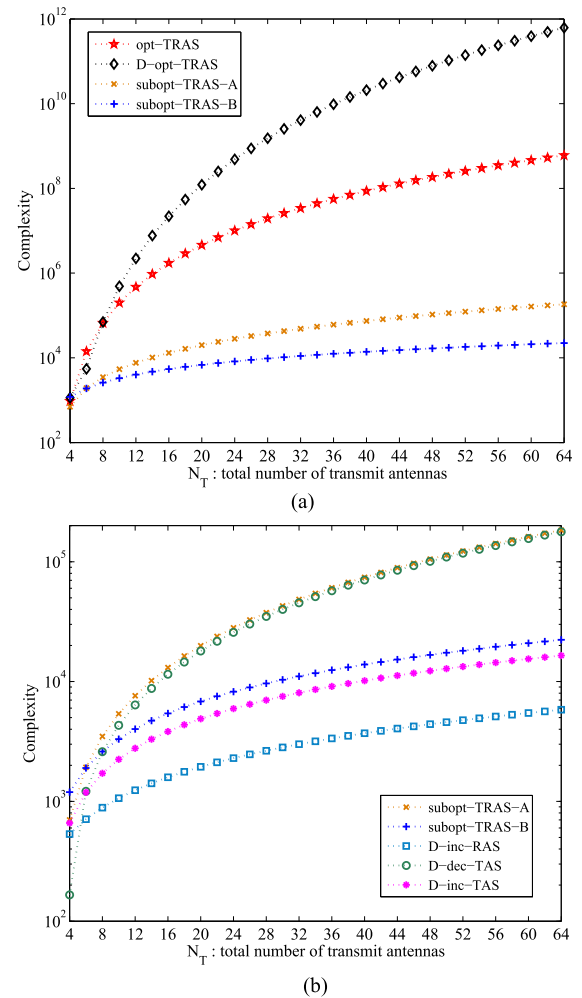 (a)
10^12
10^10
10^8
10^6
10^4
10^2
Complexity
opt−TRAS
D−opt−TRAS
subopt−TRAS−A
subopt−TRAS−B
4 8 12 16 20 24 28 32 36 40 44 48 52 56 60 64
N_T : total number of transmit antennas
(a)
10^5
10^4
10^3
10^2
Complexity
subopt−TRAS−A
subopt−TRAS−B
D−inc−RAS
D−dec−TAS
D−inc−TAS
4 8 12 16 20 24 28 32 36 40 44 48 52 56 60 64
N_T : total number of transmit antennas
(b)